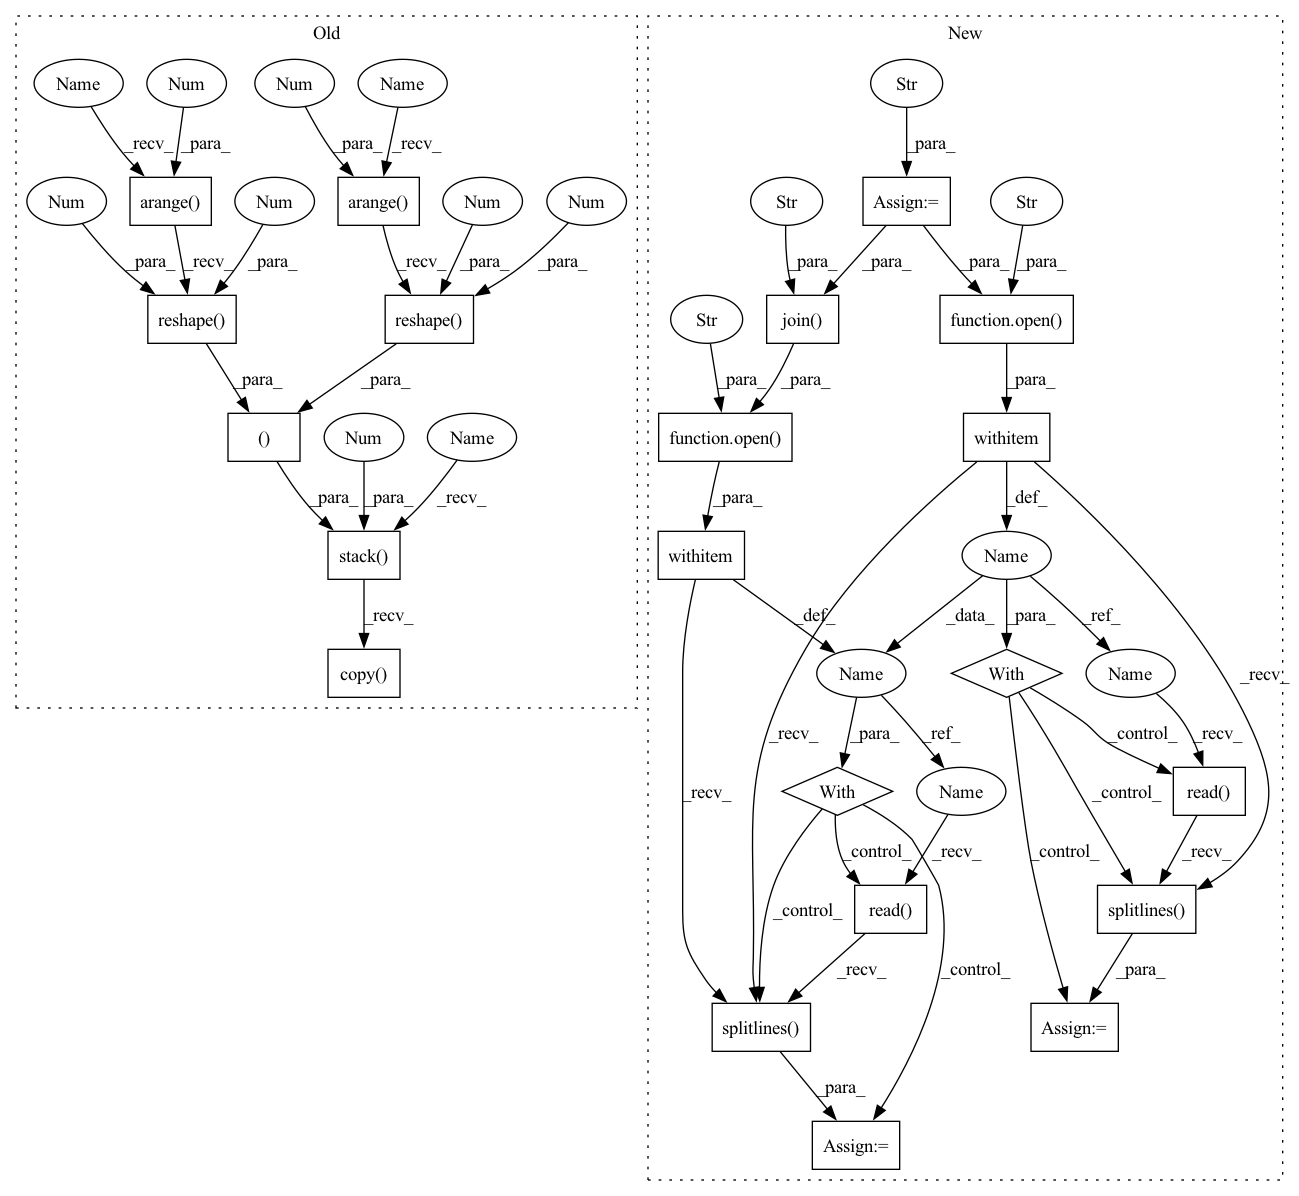 Old
New
Name
Num
Num
Name
Str
_recv_
_para_
_para_
_recv_
_para_
Num
arange()
Num
arange()
Num
Num
Str
Assign:=
Str
_para_
_recv_
_para_
_recv_
_para_
_para_
_para_
_para_
_para_
_para_
reshape()
reshape()
Str
join()
function.open()
_para_
_para_
_para_
_para_
_para_
()
Num
Name
function.open()
withitem
_para_
_para_
_recv_
_para_
_def_
stack()
withitem
Name
_recv_
_def_
_data_
_para_
_ref_
copy()
Name
With
Name
_recv_
_para_
_ref_
_recv_
_control_
_recv_
With
Name
read()
_recv_
_control_
_recv_
_control_
_control_
_recv_
read()
splitlines()
_control_
_recv_
_control_
_para_
splitlines()
Assign:=
_para_
Assign:=